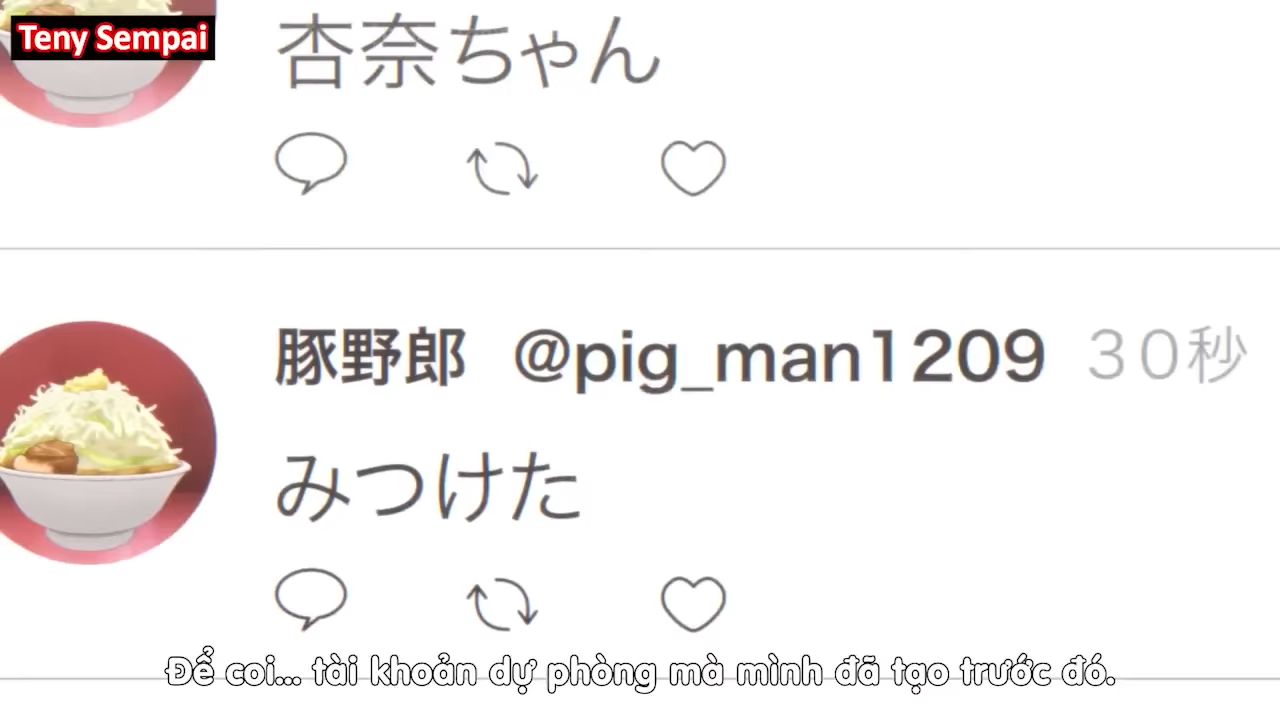 Teny Sempai
杏奈ちゃん
豚野郎 @pig_man1209 30秒
みつけた
Để coi... tài khoản dự phòng mà mình đã tạo trước đó.